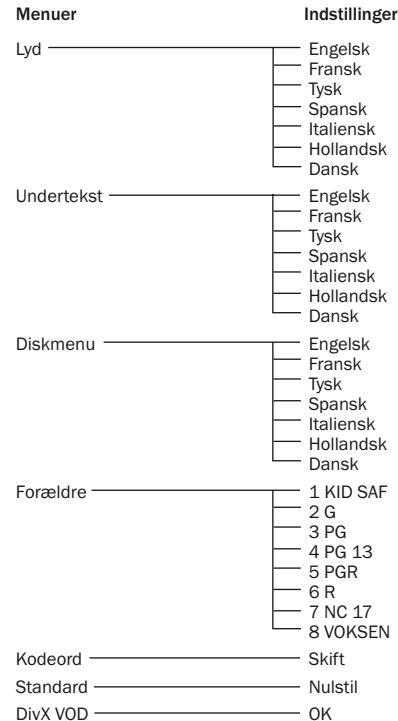 Menuer Indstillinger
Lyd Engelsk
Fransk
Tysk
Spansk
Italiensk
Hollandsk
Dansk
Undertekst Engelsk
Fransk
Tysk
Spansk
Italiensk
Hollandsk
Dansk
Diskmenu Engelsk
Fransk
Tysk
Spansk
Italiensk
Hollandsk
Dansk
Forældre 1 KID SAF
2 G
3 PG
4 PG 13
5 PGR
6 R
7 NC 17
8 VOKSEN
Kodeord Skift
Standard Nulstil
DivX VOD OK